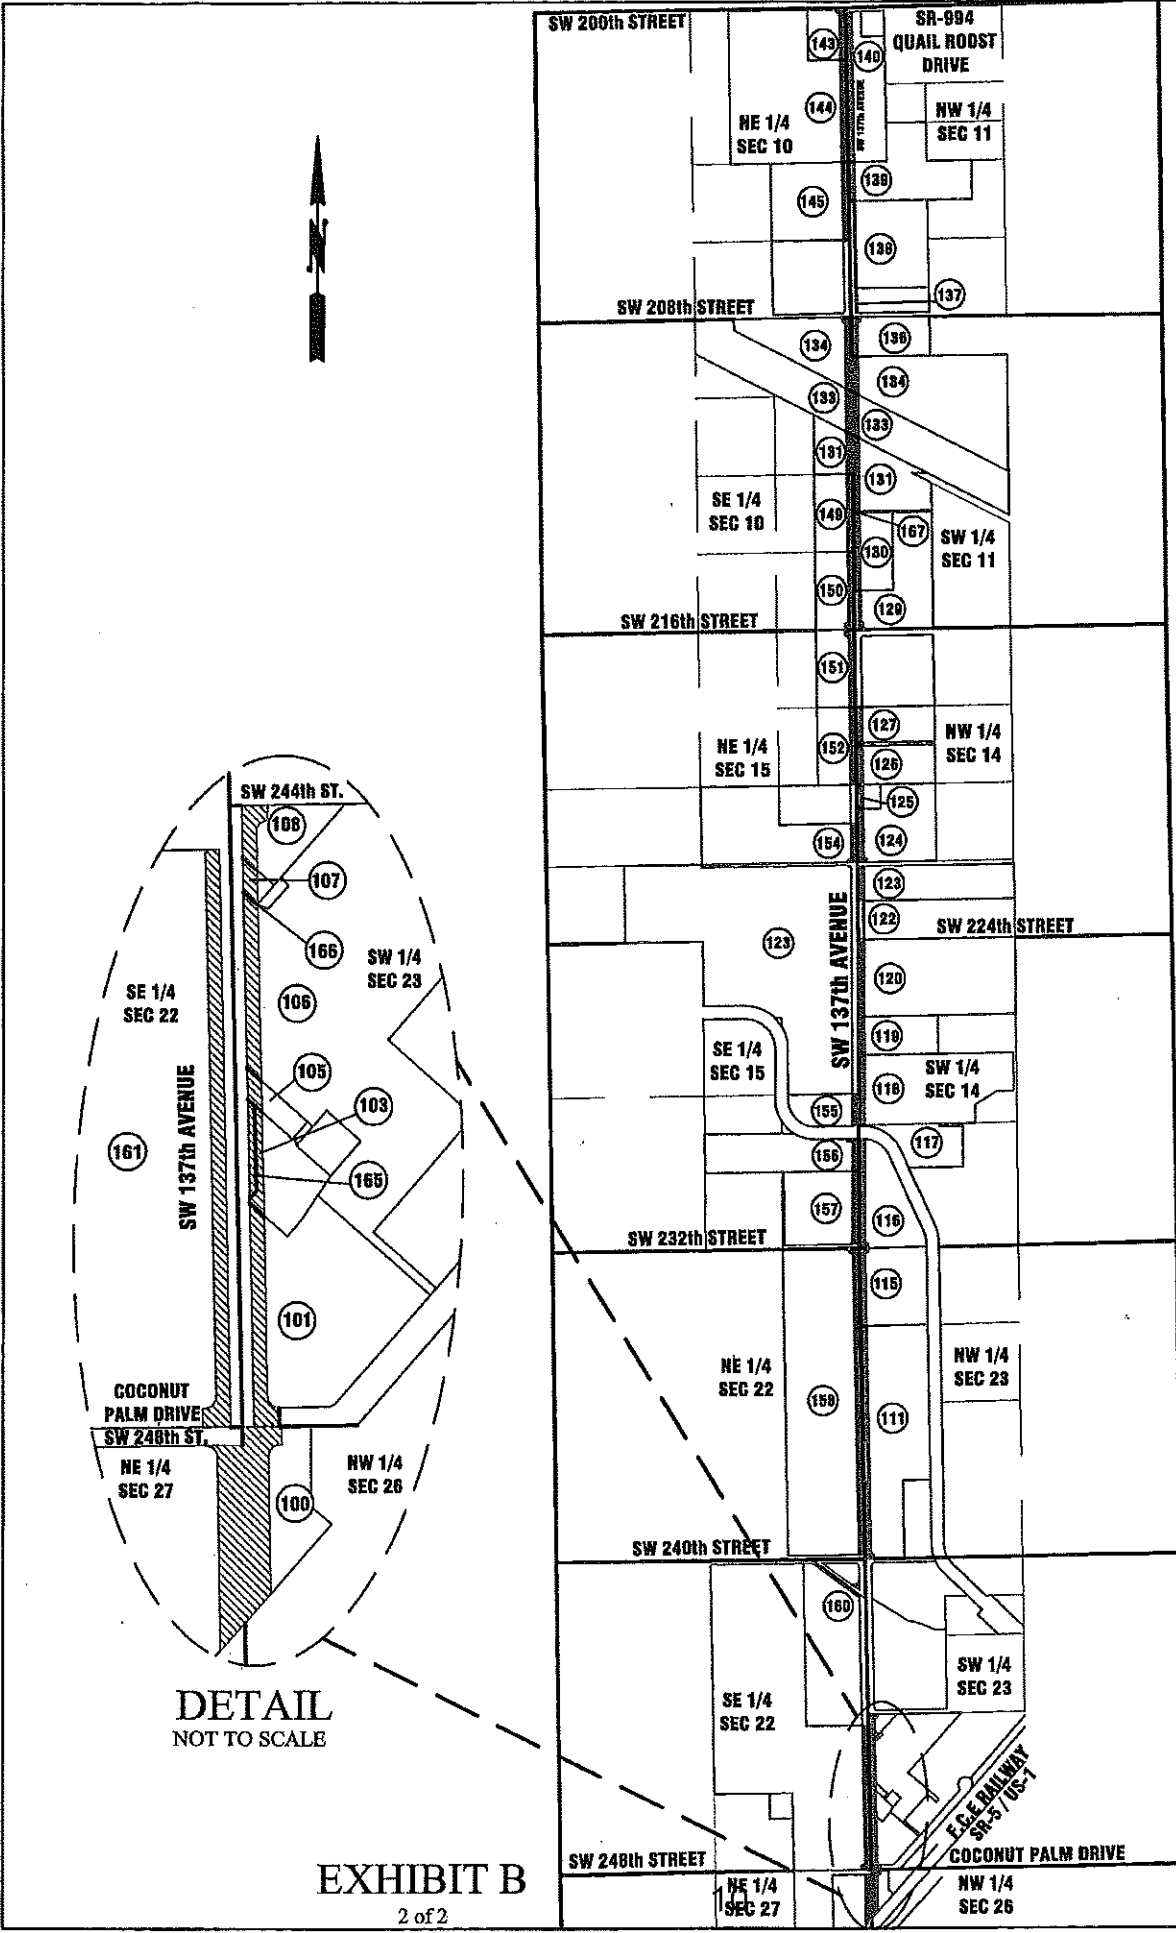 SW 200th STREET
SR-994
QUAIL ROOST
DRIVE
143
140
144
SW 137th AVENUE
NE 1/4
SEC 10
NW 1/4
SEC 11
139
145
138
137
SW 208th STREET
134
136
134
133
133
131
131
SE 1/4
SEC 10
149
167
130
SW 1/4
SEC 11
150
129
SW 216th STREET
151
127
NW 1/4
SEC 14
NE 1/4
SEC 15
152
126
125
154
124
123
122
SW 224th STREET
123
SW 137th AVENUE
120
119
SE 1/4
SEC 15
118
SW 1/4
SEC 14
155
117
156
157
116
SW 232th STREET
115
NE 1/4
SEC 22
NW 1/4
SEC 23
158
111
SW 240th STREET
160
SW 1/4
SEC 23
SE 1/4
SEC 22
F.C.E RAILWAY
SR-5 / US-1
SW 248th STREET
COCONUT PALM DRIVE
NE 1/4
SEC 27
NW 1/4
SEC 26
N
SW 244th ST.
108
107
166
SW 1/4
SEC 23
106
SE 1/4
SEC 22
105
103
SW 137th AVENUE
161
165
101
COCONUT
PALM DRIVE
SW 248th ST.
NE 1/4
SEC 27
NW 1/4
SEC 26
100
DETAIL
NOT TO SCALE
EXHIBIT B
2 of 2